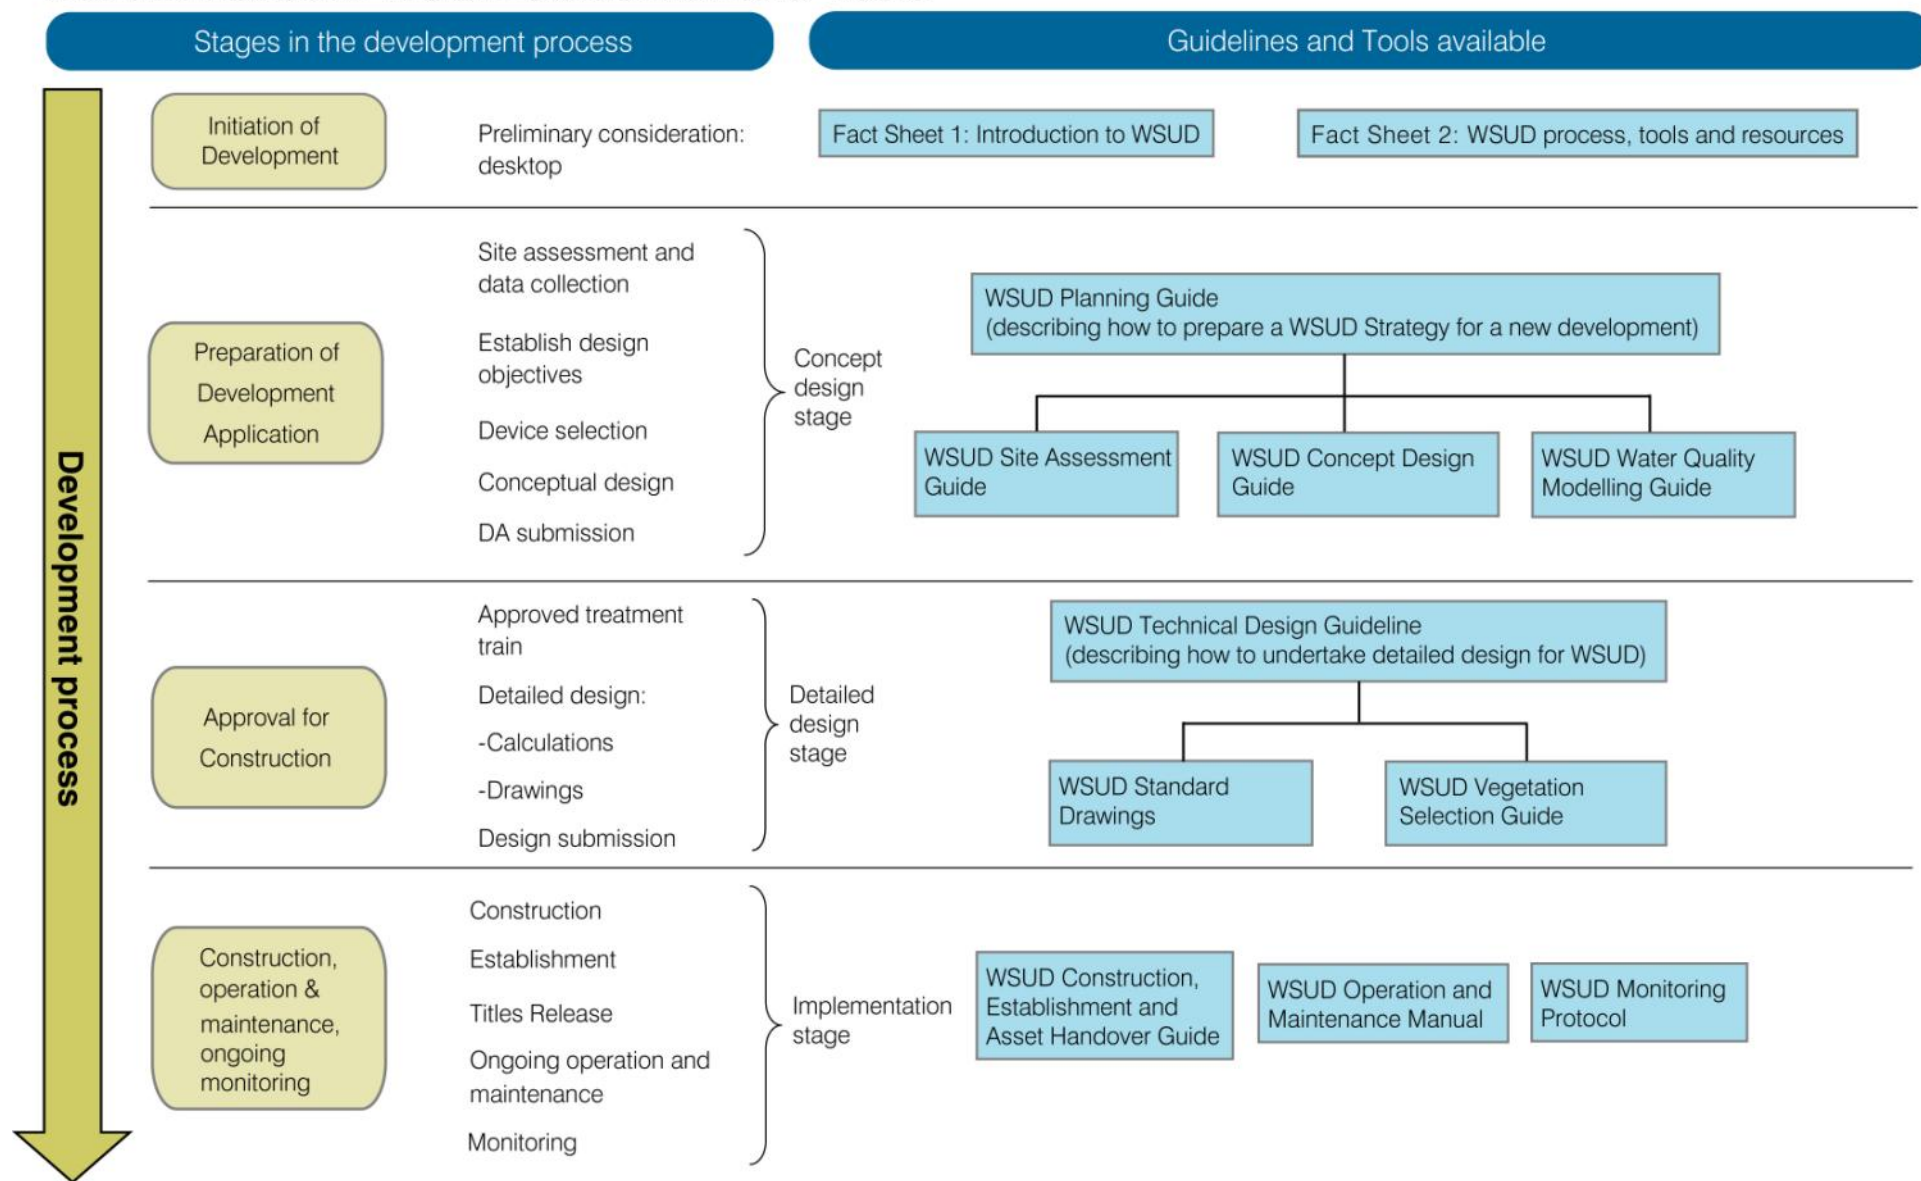 Stages in the development process
Guidelines and Tools available
Development process
Initiation of
Development
Preliminary consideration:
desktop
Fact Sheet 1: Introduction to WSUD
Fact Sheet 2: WSUD process, tools and resources
Preparation of
Development
Application
Site assessment and
data collection
Establish design
objectives
Device selection
Conceptual design
DA submission
Concept
design
stage
WSUD Planning Guide
(describing how to prepare a WSUD Strategy for a new development)
WSUD Site Assessment
Guide
WSUD Concept Design
Guide
WSUD Water Quality
Modelling Guide
Approval for
Construction
Approved treatment
train
Detailed design:
-Calculations
-Drawings
Design submission
Detailed
design
stage
WSUD Technical Design Guideline
(describing how to undertake detailed design for WSUD)
WSUD Standard
Drawings
WSUD Vegetation
Selection Guide
Construction,
operation &
maintenance,
ongoing
monitoring
Construction
Establishment
Titles Release
Ongoing operation and
maintenance
Monitoring
Implementation
stage
WSUD Construction,
Establishment and
Asset Handover Guide
WSUD Operation and
Maintenance Manual
WSUD Monitoring
Protocol